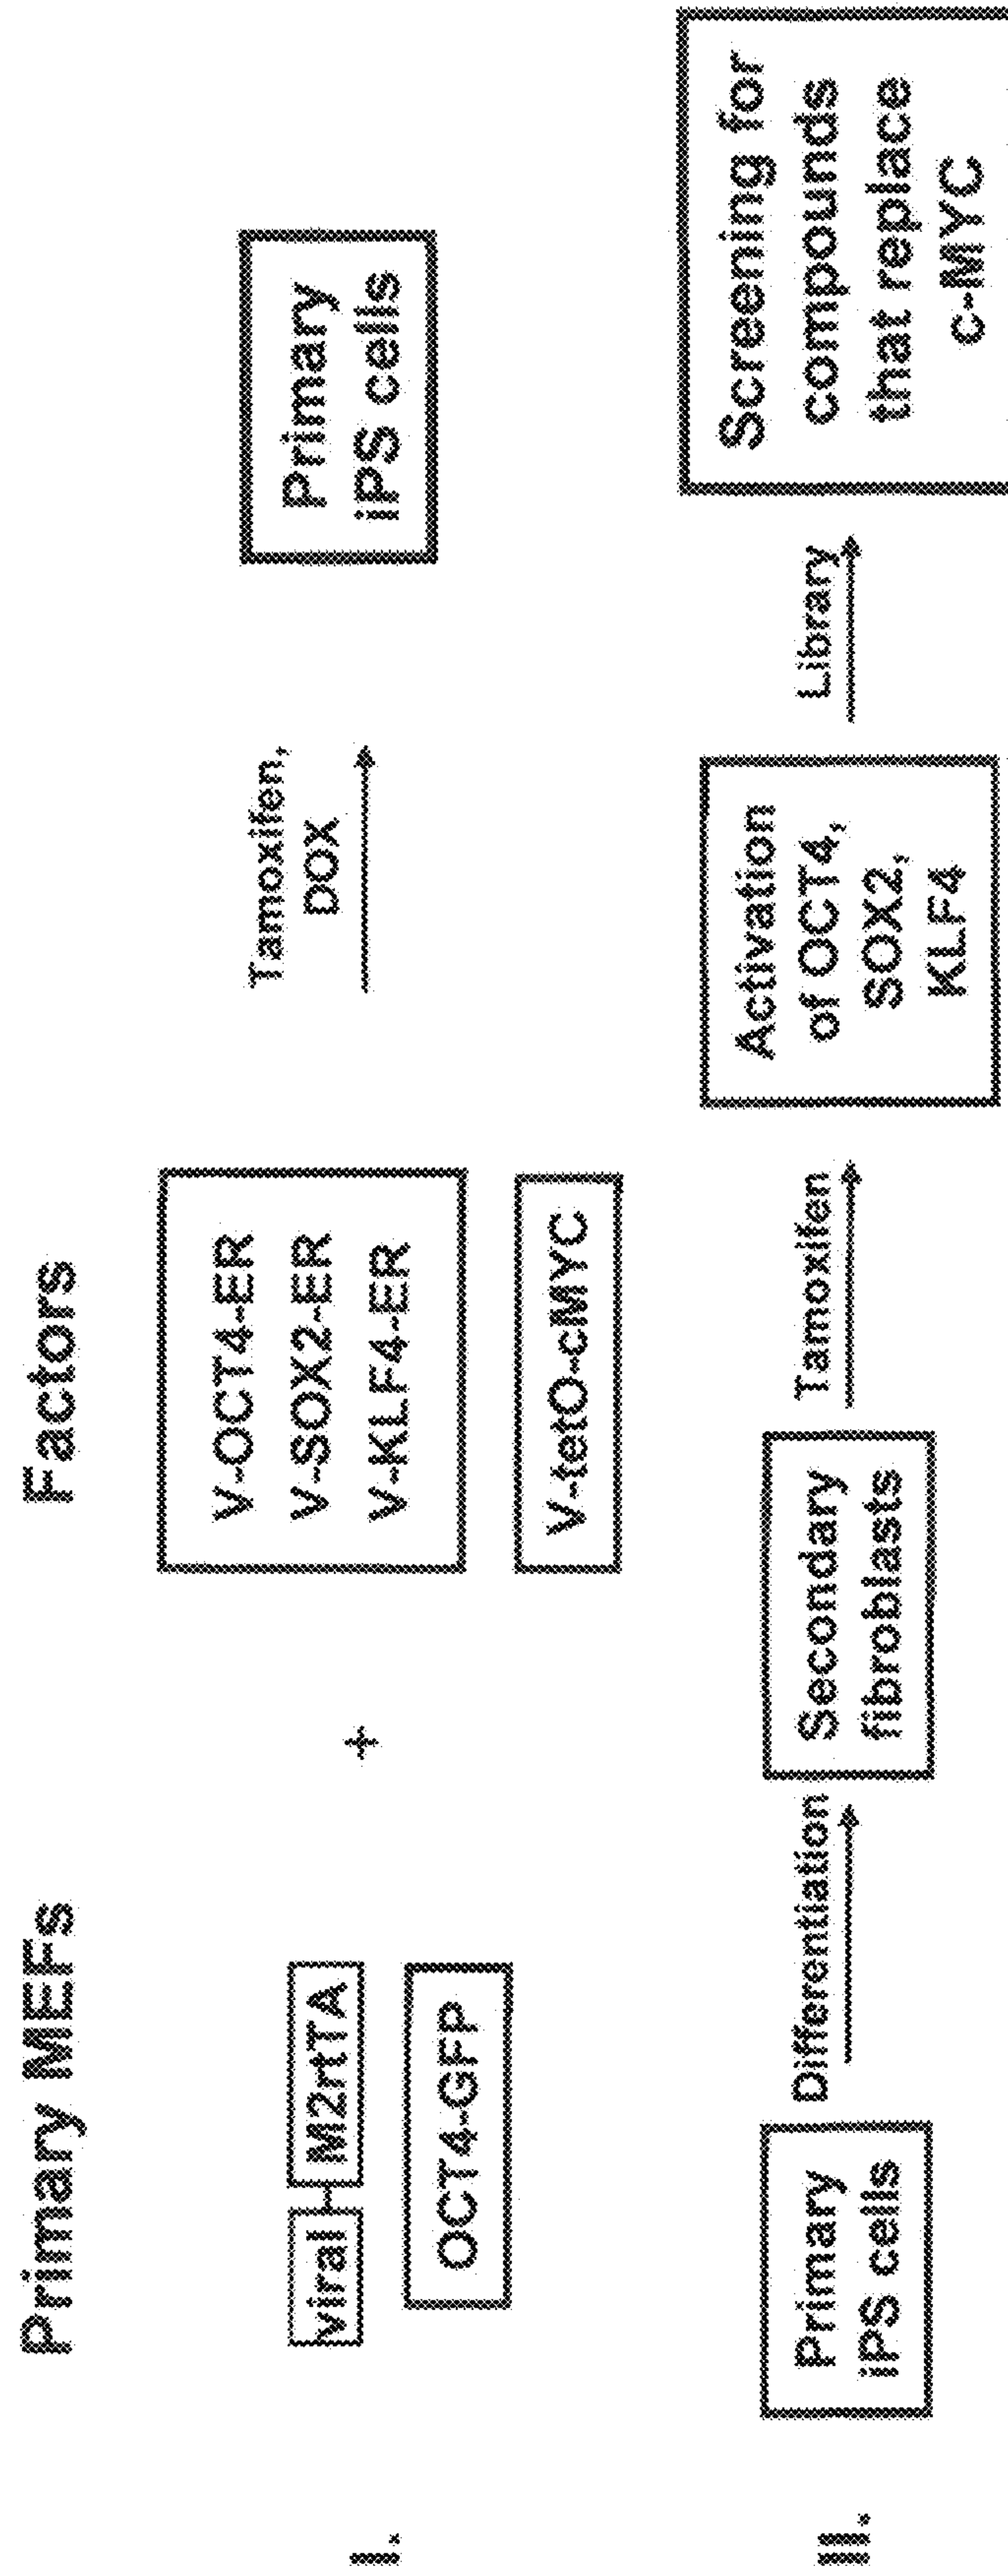 Primary MEFs
Factors
I.
viral
M2rtTA
OCT4-GFP
+
V-OCT4-ER
V-SOX2-ER
V-KLF4-ER
V-tetO-cMYC
Tamoxifen,
DOX
Primary
iPS cells
II.
Primary
iPS cells
Differentiation
Secondary
fibroblasts
Tamoxifen
Activation
of OCT4,
SOX2,
KLF4
Library
Screening for
compounds
that replace
c-MYC